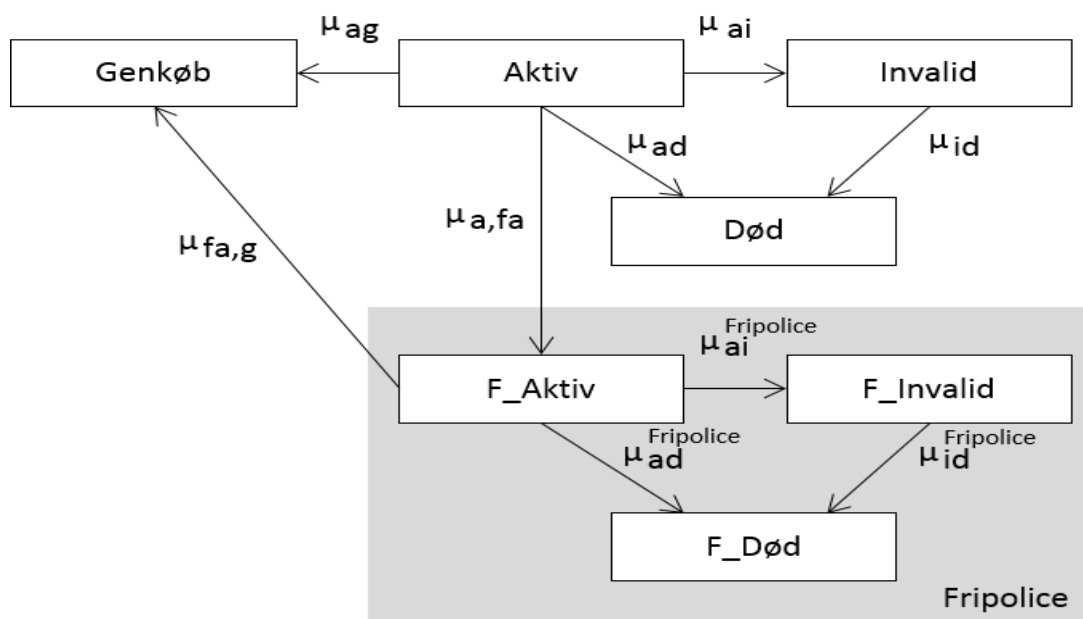 μ ag
μ ai
Genkøb
Aktiv
Invalid
μ ad
μ id
μ a,fa
Død
μ fa,g
μ ai Fripolice
F_Aktiv
F_Invalid
μ ad Fripolice
μ id Fripolice
F_Død
Fripolice